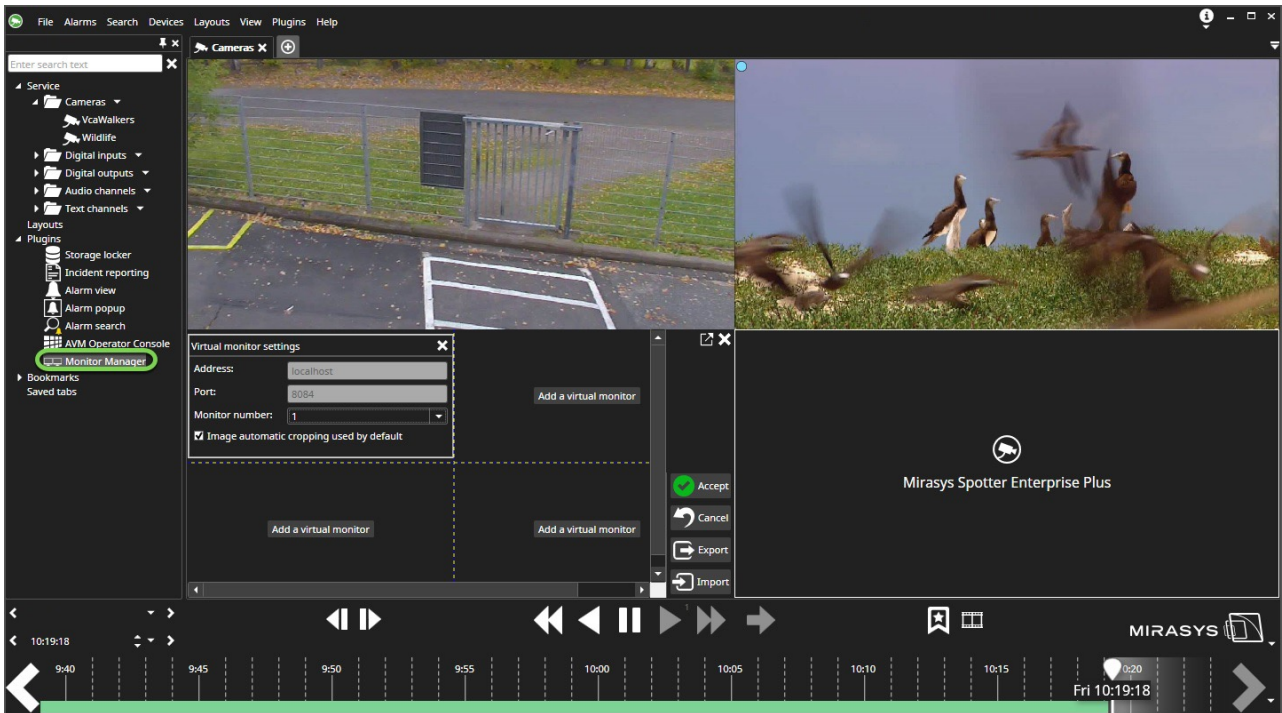 File Alarms Search Devices Layouts View Plugins Help
Cameras
Enter search text
Service
Cameras
VcaWalkers
Wildlife
Digital inputs
Digital outputs
Audio channels
Text channels
Layouts
Plugins
Storage locker
Incident reporting
Alarm view
Alarm popup
Alarm search
AVM Operator Console
Monitor Manager
Bookmarks
Saved tabs
Virtual monitor settings
Address: localhost
Port: 8084
Monitor number: 1
Image automatic cropping used by default
Add a virtual monitor
Add a virtual monitor
Add a virtual monitor
Accept
Cancel
Export
Import
Mirasys Spotter Enterprise Plus
1
MIRASYS
10:19:18
9:40 9:45 9:50 9:55 10:00 10:05 10:10 10:15 0:20
Fri 10:19:18